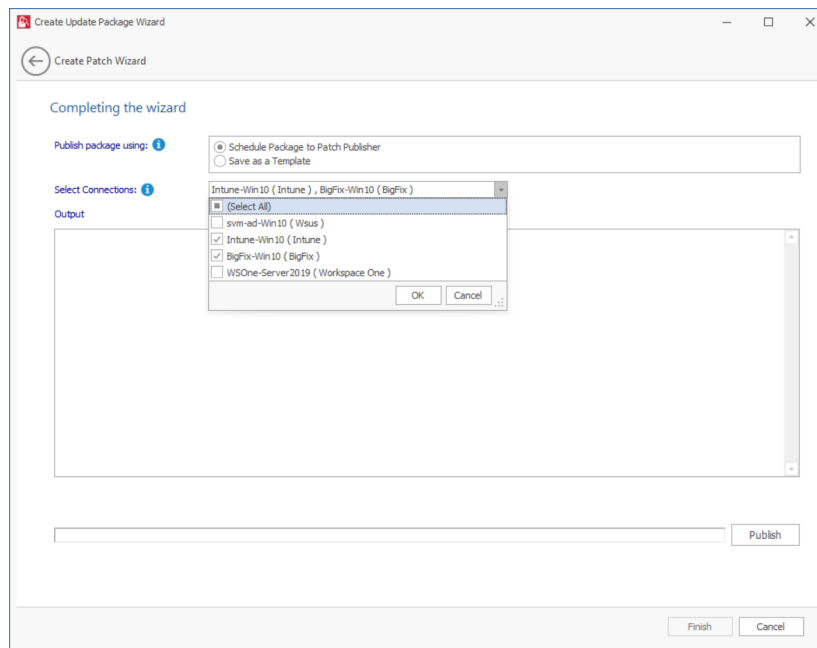 Create Update Package Wizard
Create Patch Wizard
Completing the wizard
Publish package using:
Schedule Package to Patch Publisher
Save as a Template
Select Connections:
Intune-Win10 ( Intune ) , BigFix-Win10 ( BigFix )
(Select All)
svm-ad-Win10 ( Wsus )
Intune-Win10 ( Intune )
BigFix-Win10 ( BigFix )
WSOne-Server2019 ( Workspace One )
OK Cancel
Output
Publish
Finish Cancel